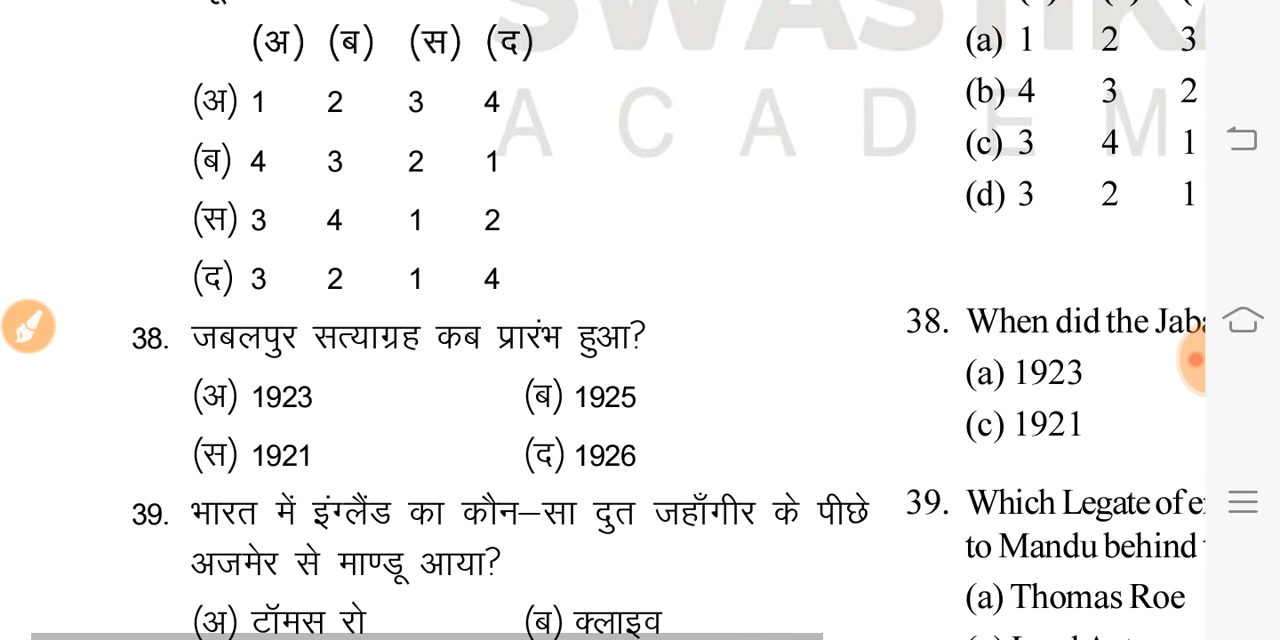 SWASTIK
ACADEM
(अ) (ब) (स) (द)
(अ) 1 2 3 4
(ब) 4 3 2 1
(स) 3 4 1 2
(द) 3 2 1 4
38. जबलपुर सत्याग्रह कब प्रारंभ हुआ?
(अ) 1923 (ब) 1925
(स) 1921 (द) 1926
39. भारत में इंग्लैंड का कौन–सा दुत जहाँगीर के पीछे
अजमेर से माण्डू आया?
(अ) टॉमस रो (ब) क्लाइव
(a) 1 2 3
(b) 4 3 2
(c) 3 4 1
(d) 3 2 1
38. When did the Jab
(a) 1923
(c) 1921
39. Which Legate of e
to Mandu behind
(a) Thomas Roe